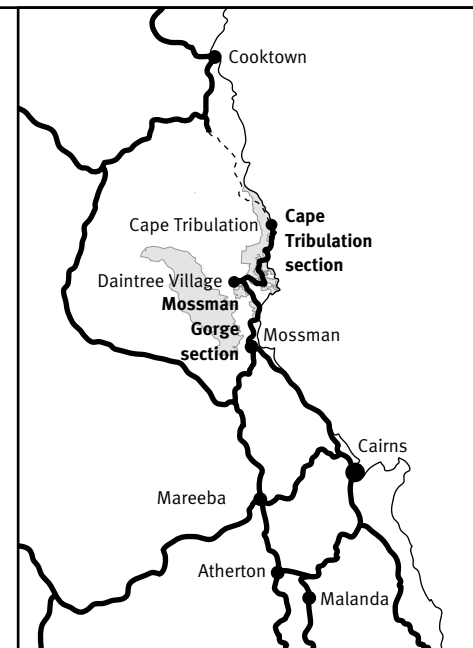 Cooktown
Cape Tribulation
Cape
Tribulation
section
Daintree Village
Mossman
Gorge
section
Mossman
Cairns
Mareeba
Atherton
Malanda